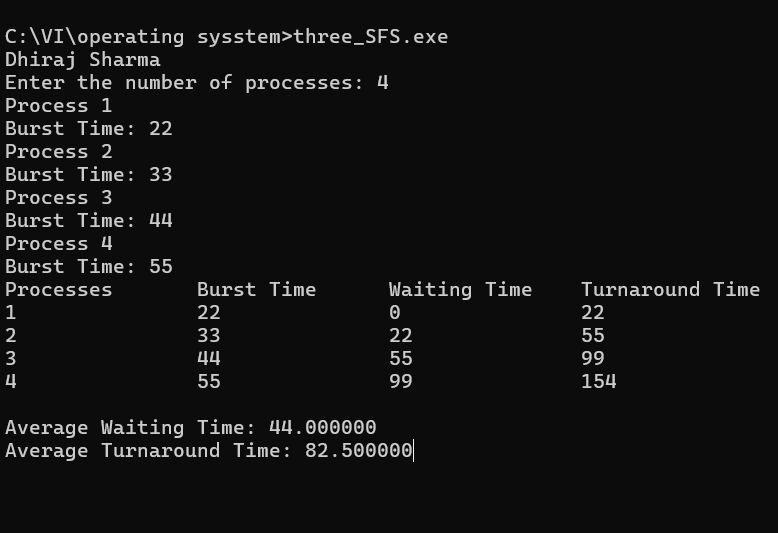 C:\VI\operating sysstem>three_SFS.exe
Dhiraj Sharma
Enter the number of processes: 4
Process 1
Burst Time: 22
Process 2
Burst Time: 33
Process 3
Burst Time: 44
Process 4
Burst Time: 55
Processes Burst Time Waiting Time Turnaround Time
1 22 0 22
2 33 22 55
3 44 55 99
4 55 99 154
Average Waiting Time: 44.000000
Average Turnaround Time: 82.500000